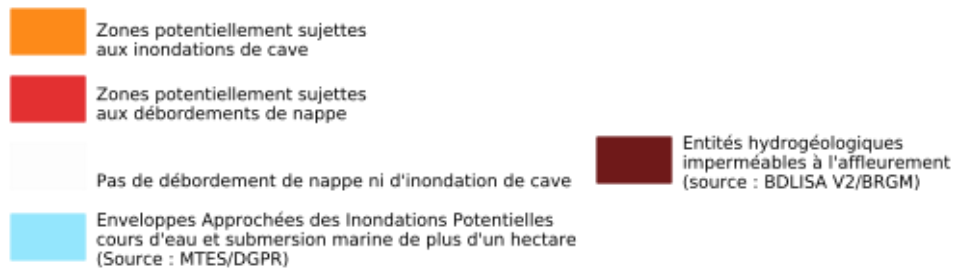 Zones potentiellement sujettes
aux inondations de cave
Zones potentiellement sujettes
aux débordements de nappe
Pas de débordement de nappe ni d'inondation de cave
Enveloppes Approchées des Inondations Potentielles
cours d'eau et submersion marine de plus d'un hectare
(Source : MTES/DGPR)
Entités hydrogéologiques
imperméables à l'affleurement
(source : BDLISA V2/BRGM)